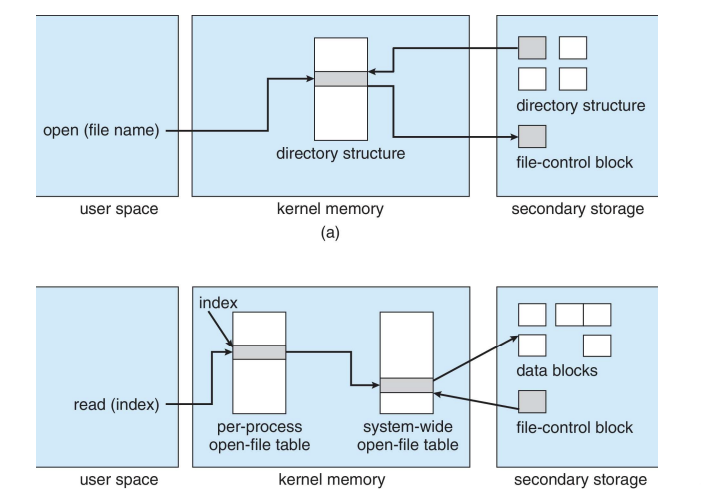 open (file name)
directory structure
directory structure
file-control block
user space
kernel memory
secondary storage
(a)
index
read (index)
per-process
open-file table
system-wide
open-file table
data blocks
file-control block
user space
kernel memory
secondary storage